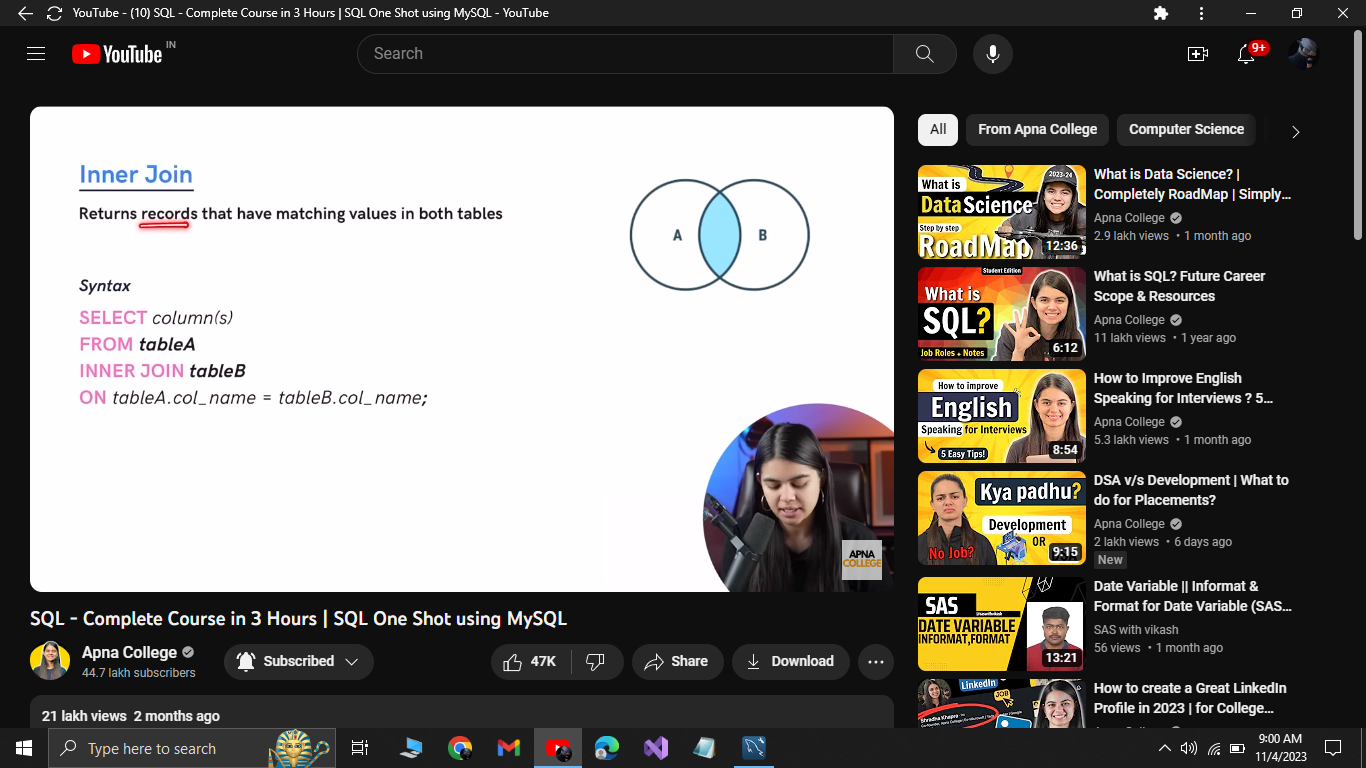 YouTube - (10) SQL - Complete Course in 3 Hours | SQL One Shot using MySQL - YouTube
YouTube IN
Search
9+
Inner Join
Returns records that have matching values in both tables
A
B
Syntax
SELECT column(s)
FROM tableA
INNER JOIN tableB
ON tableA.col_name = tableB.col_name;
APNA
COLLEGE
SQL - Complete Course in 3 Hours | SQL One Shot using MySQL
Apna College
44.7 lakh subscribers
Subscribed
47K
Share
Download
21 lakh views 2 months ago
All
From Apna College
Computer Science
What is
2023-24
Data Science
Step by step
RoadMap
12:36
What is Data Science? |
Completely RoadMap | Simply...
Apna College
2.9 lakh views • 1 month ago
Student Edition
What is
SQL?
Job Roles + Notes
6:12
What is SQL? Future Career
Scope & Resources
Apna College
11 lakh views • 1 year ago
How to improve
English
Speaking for Interviews
5 Easy Tips!
8:54
How to Improve English
Speaking for Interviews ? 5...
Apna College
5.3 lakh views • 1 month ago
Kya padhu?
Development
OR
No Job?
9:15
DSA v/s Development | What to
do for Placements?
Apna College
2 lakh views • 6 days ago
New
SAS
DATE VARIABLE
INFORMAT,FORMAT
13:21
Date Variable || Informat &
Format for Date Variable (SAS...
SAS with vikash
56 views • 1 month ago
LinkedIn
JOB
Shradha Khapra
How to create a Great LinkedIn
Profile in 2023 | for College...
Type here to search
9:00 AM
11/4/2023